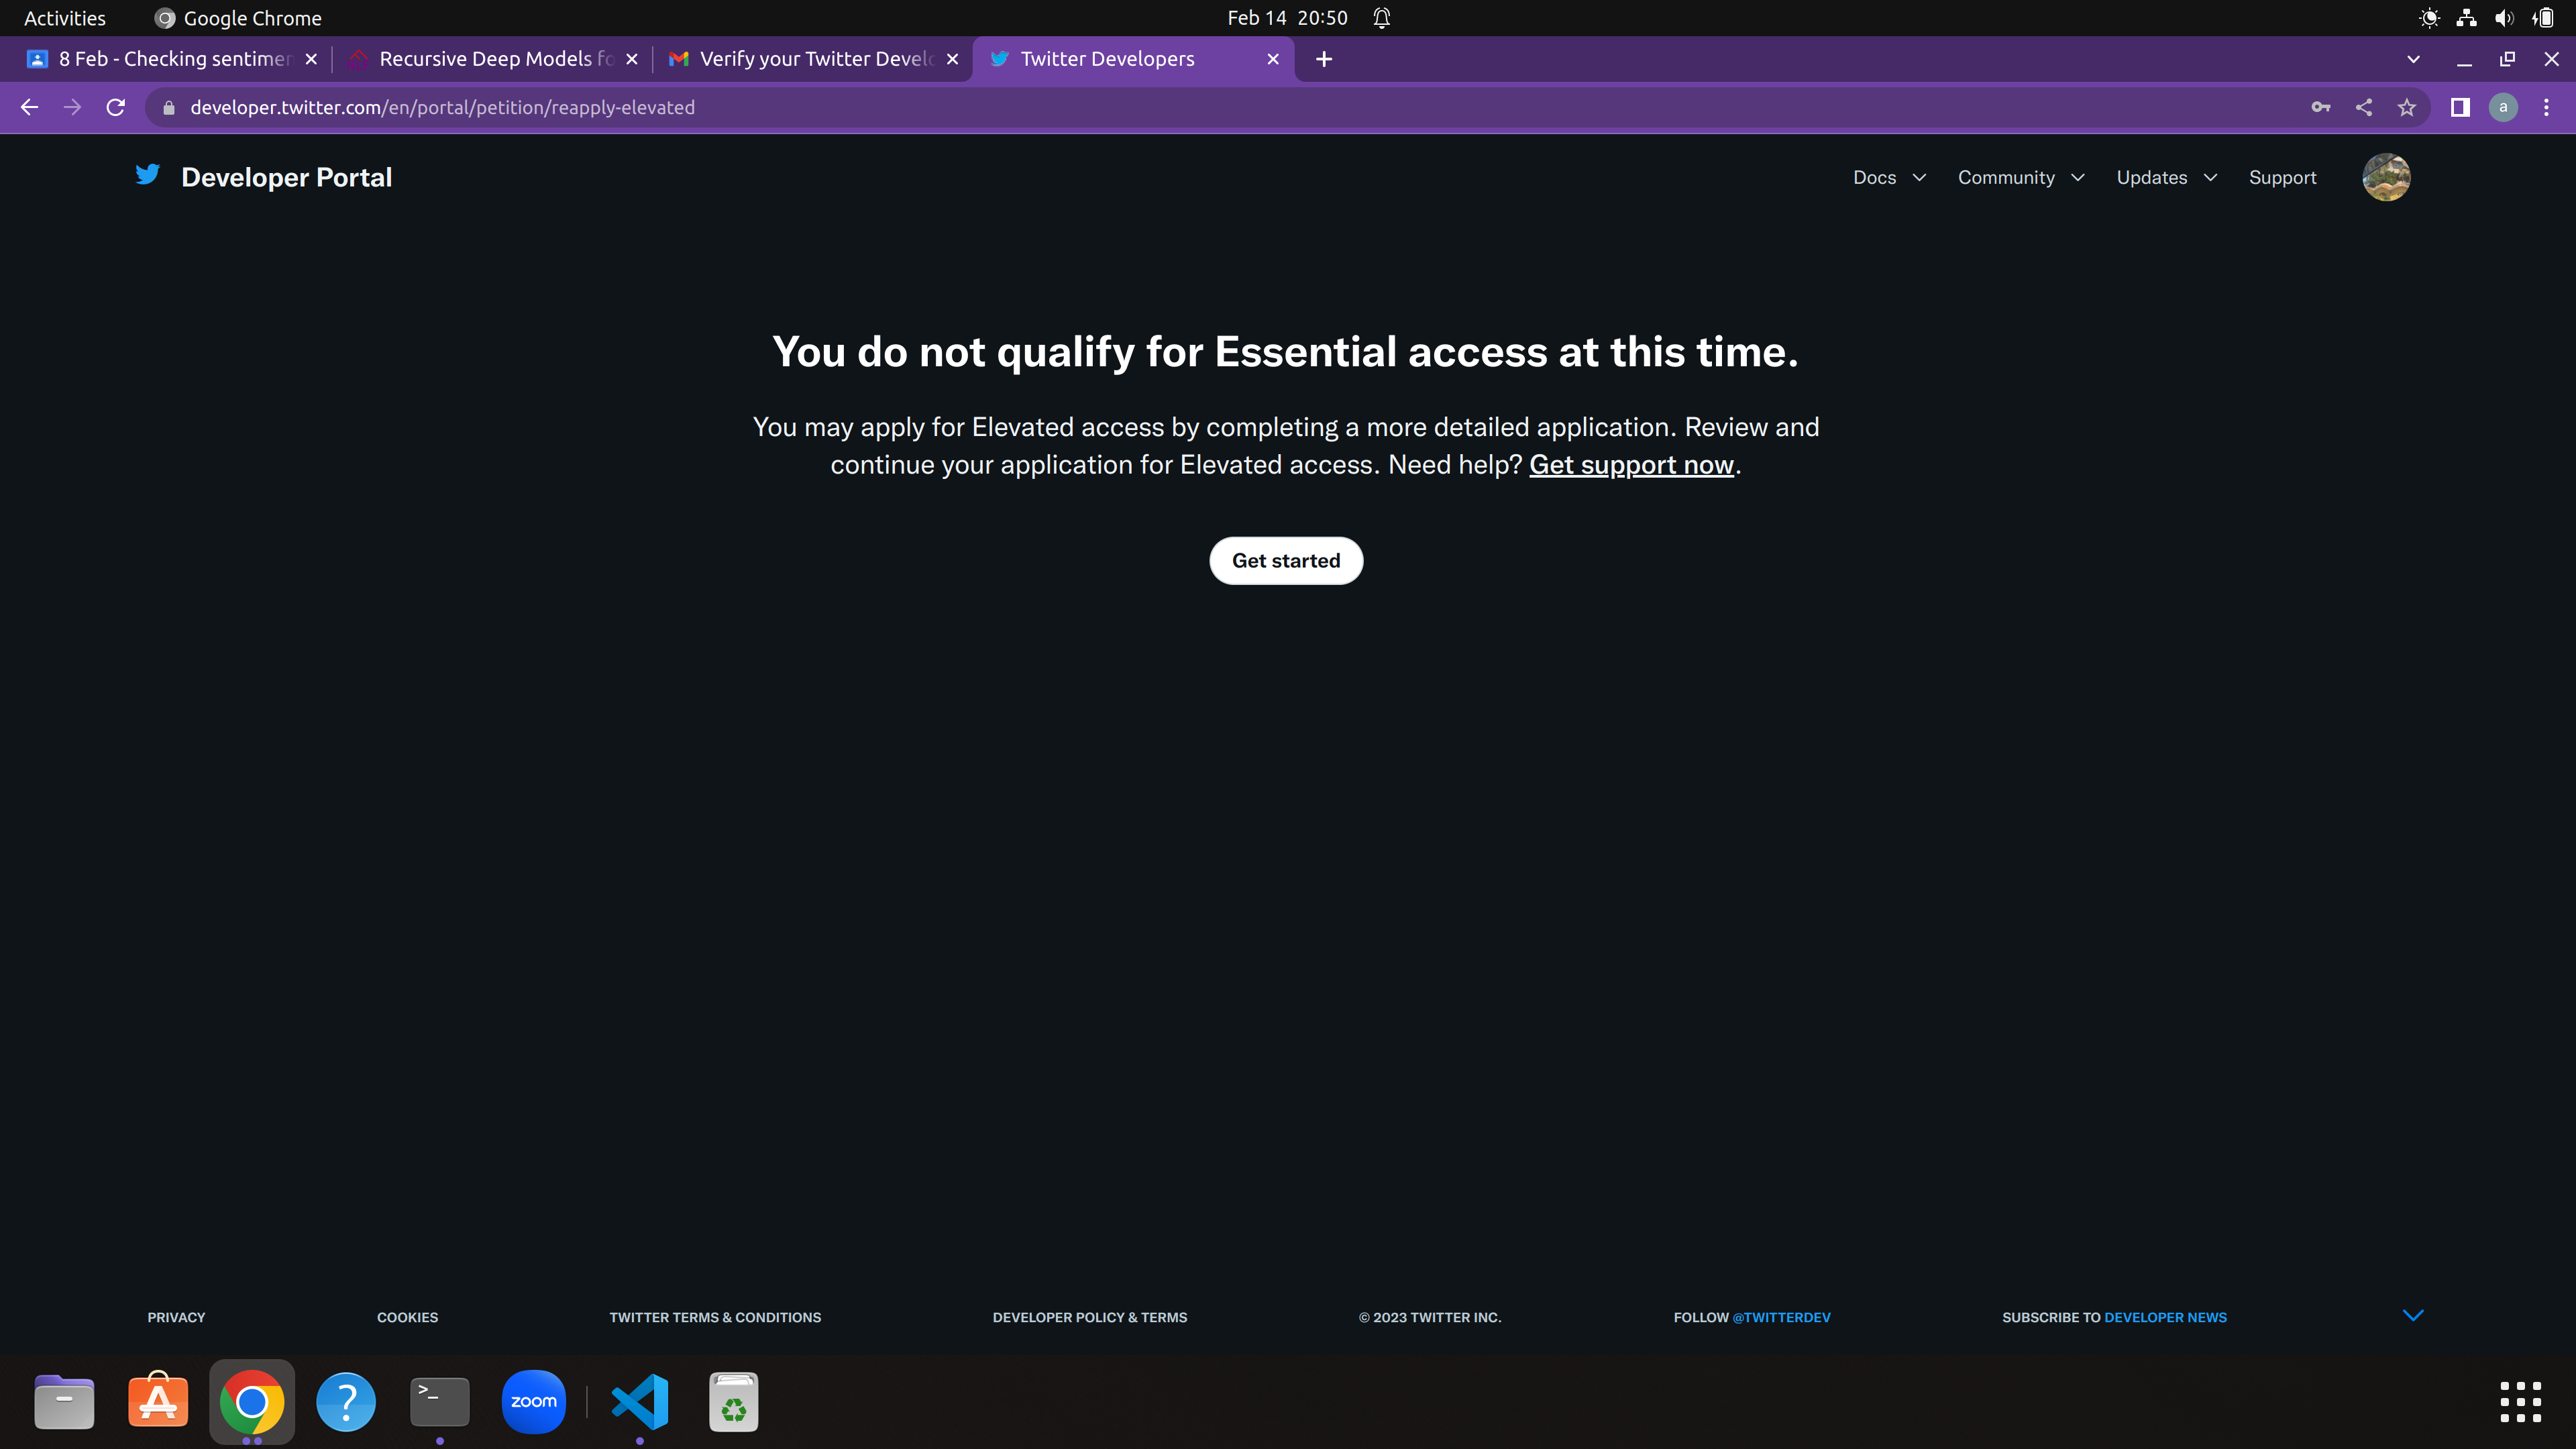 Activities
Google Chrome
Feb 14 20:50
8 Feb - Checking sentimen
Recursive Deep Models fo
Verify your Twitter Develo
Twitter Developers
developer.twitter.com/en/portal/petition/reapply-elevated
a
Developer Portal
Docs
Community
Updates
Support
You do not qualify for Essential access at this time.
You may apply for Elevated access by completing a more detailed application. Review and
continue your application for Elevated access. Need help? Get support now.
Get started
PRIVACY
COOKIES
TWITTER TERMS & CONDITIONS
DEVELOPER POLICY & TERMS
© 2023 TWITTER INC.
FOLLOW @TWITTERDEV
SUBSCRIBE TO DEVELOPER NEWS
zoom